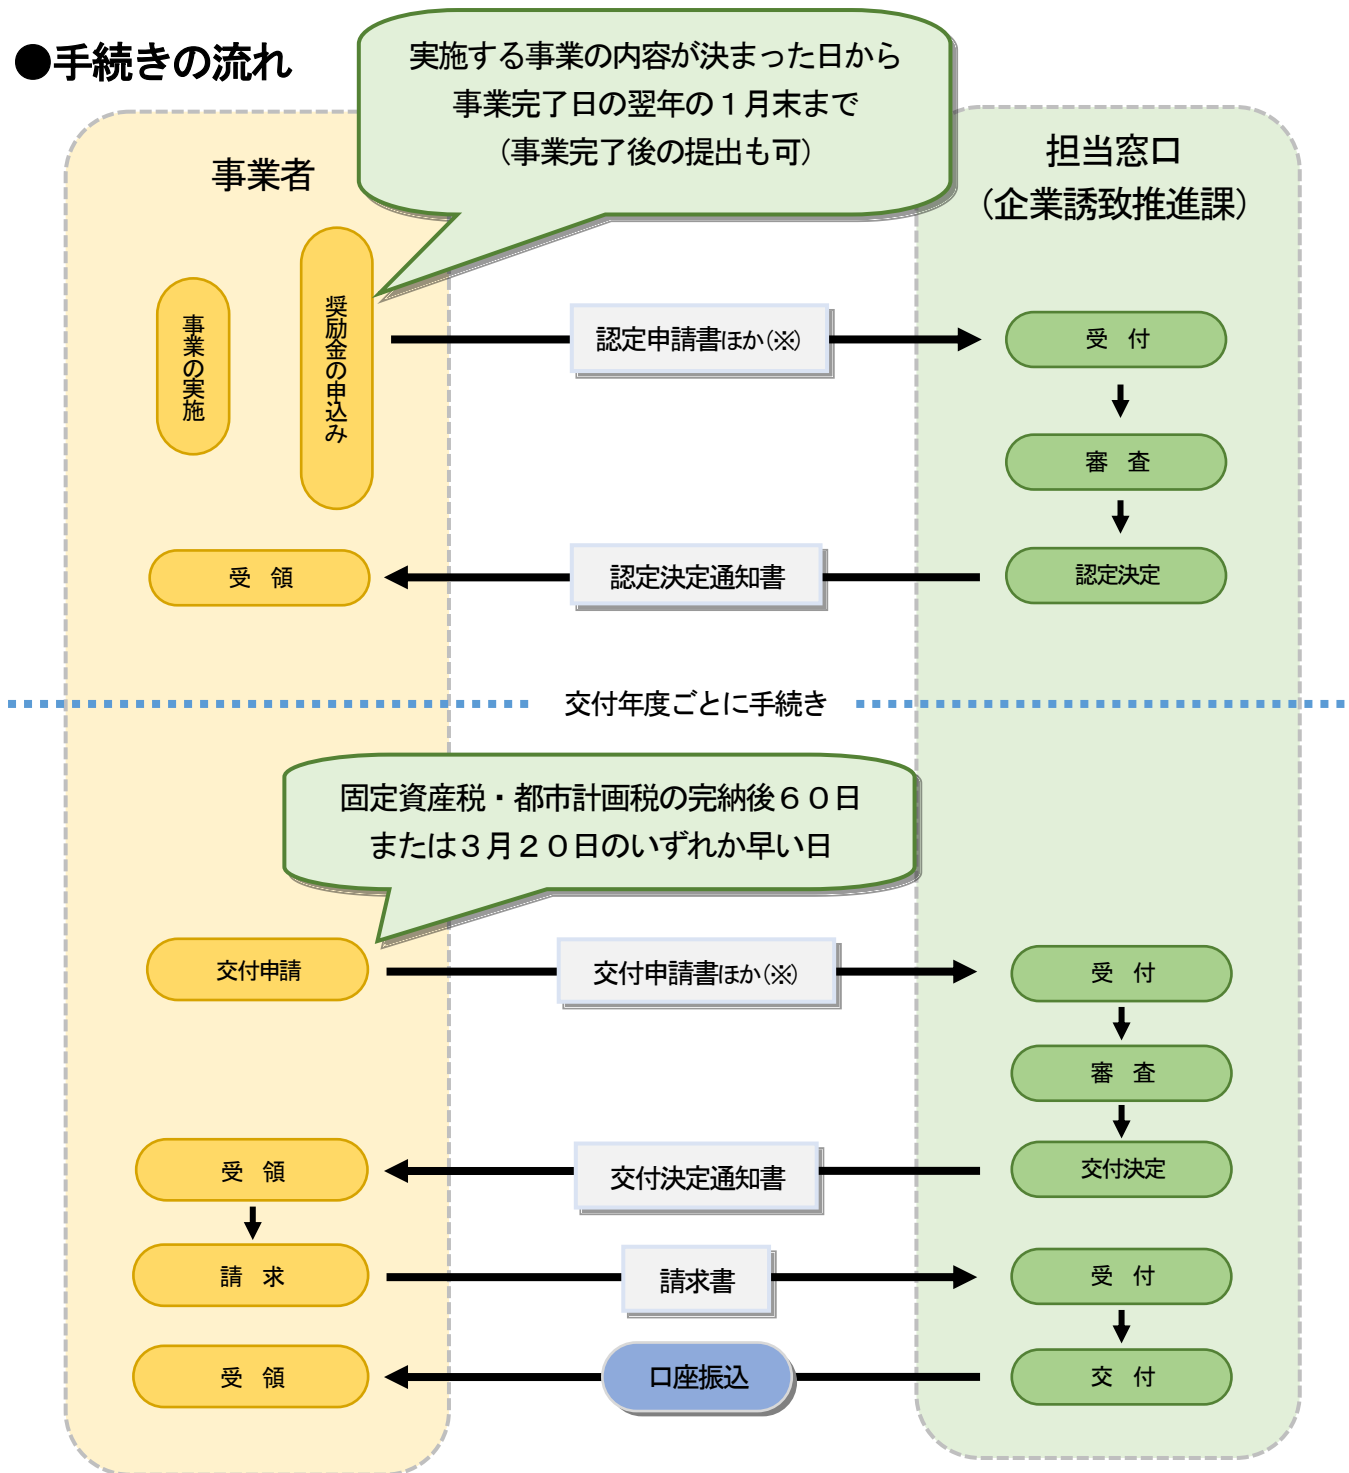 ●手続きの流れ
実施する事業の内容が決まった日から
事業完了日の翌年の１月末まで
（事業完了後の提出も可）
事業者
担当窓口
（企業誘致推進課）
事業の実施
奨励金の申込み
認定申請書ほか（※）
受　付
審　査
受　領
認定決定通知書
認定決定
交付年度ごとに手続き
固定資産税・都市計画税の完納後６０日
または３月２０日のいずれか早い日
交付申請
交付申請書ほか（※）
受　付
審　査
受　領
交付決定通知書
交付決定
請　求
請求書
受　付
受　領
口座振込
交　付